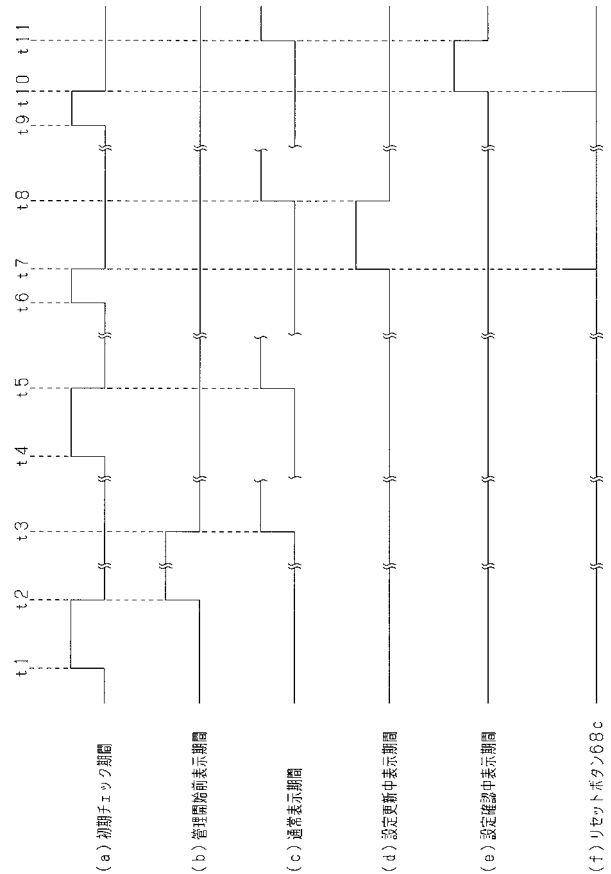 t1
t2
t3
t4
t5
t6
t7
t8
t9
t10
t11
(a)初期チェック期間
(b)管理開始前表示期間
(c)通常表示期間
(d)設定更新中表示期間
(e)設定確認中表示期間
(f)リセットボタン68c